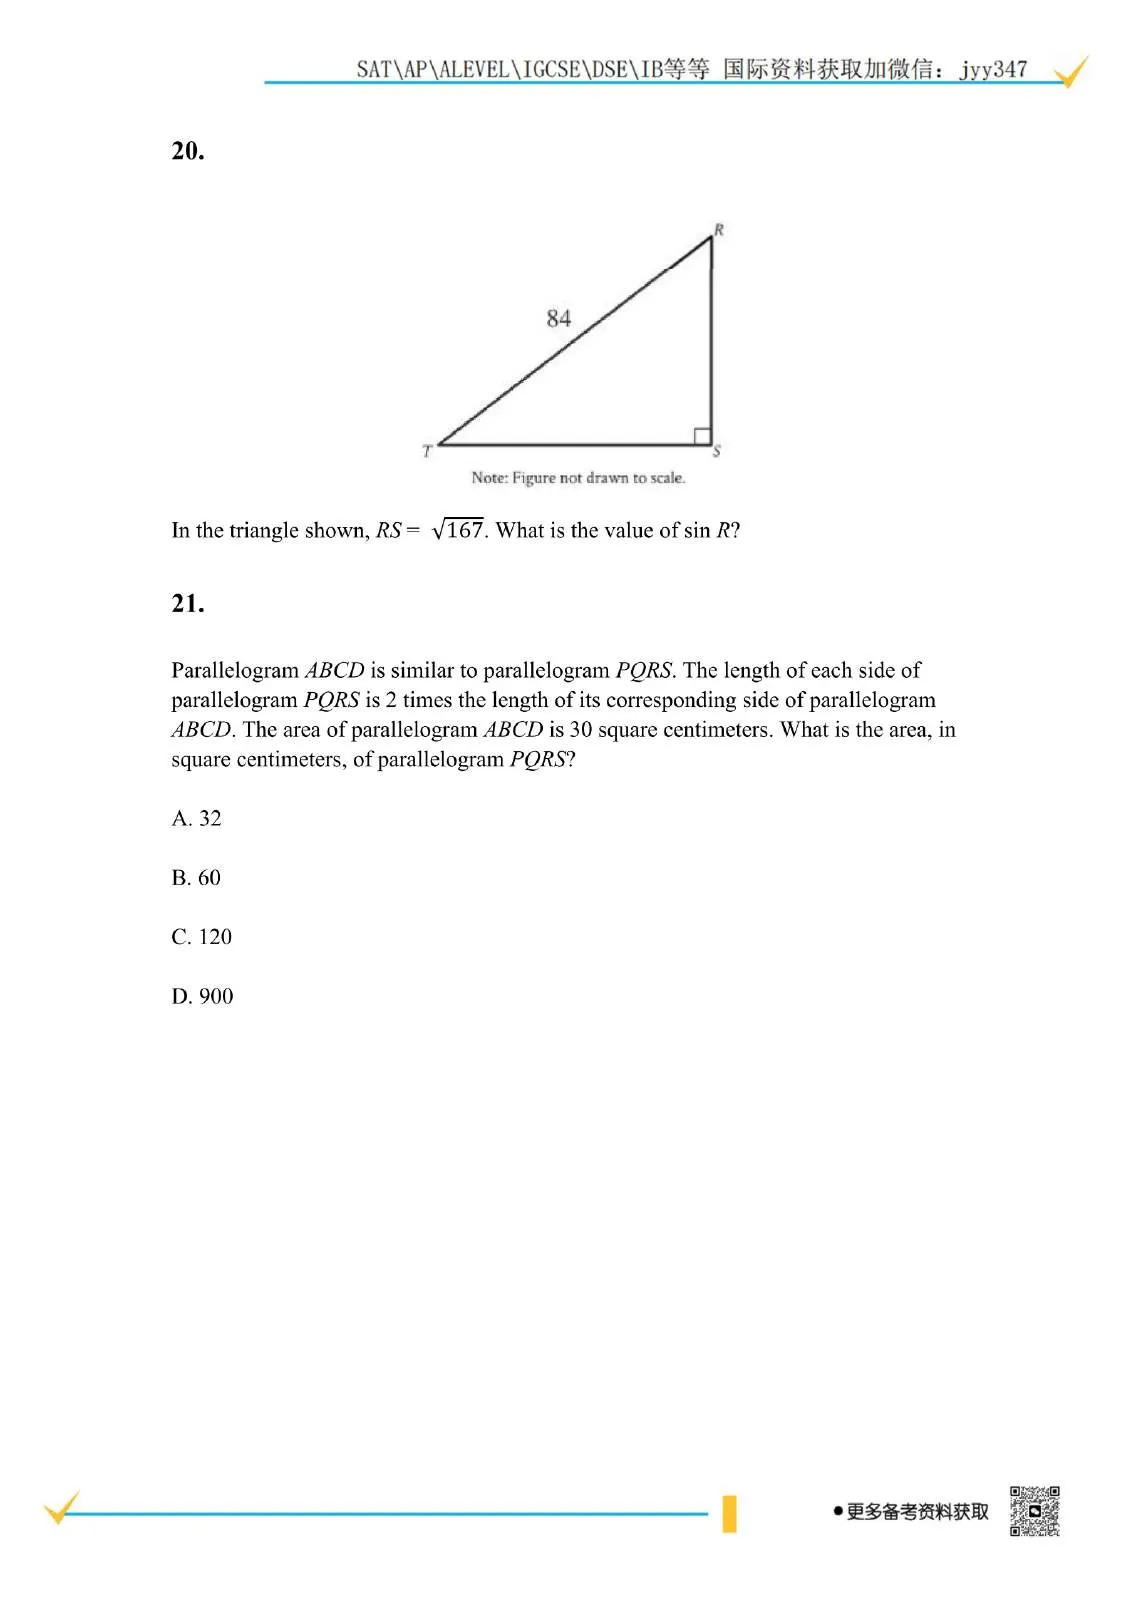 SAT\AP\ALEVEL\IGCSE\DSE\IB等等 国际资料获取加微信：jyy347
20.
R
84
T
S
Note: Figure not drawn to scale.
In the triangle shown, RS = √167. What is the value of sin R?
21.
Parallelogram ABCD is similar to parallelogram PQRS. The length of each side of
parallelogram PQRS is 2 times the length of its corresponding side of parallelogram
ABCD. The area of parallelogram ABCD is 30 square centimeters. What is the area, in
square centimeters, of parallelogram PQRS?
A. 32
B. 60
C. 120
D. 900
●更多备考资料获取